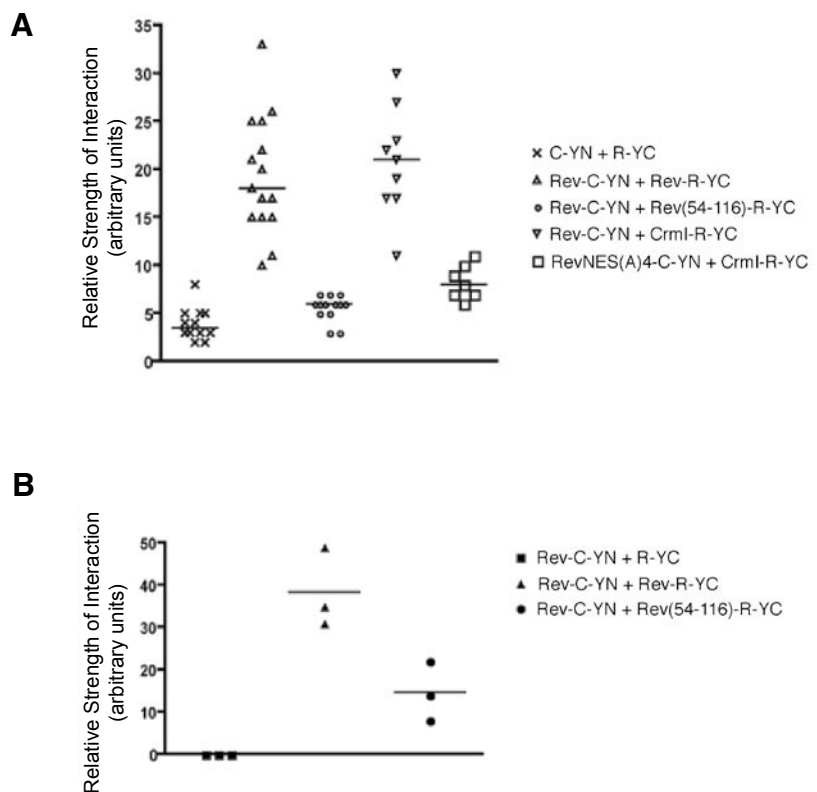 A
Relative Strength of Interaction
(arbitrary units)
35
30
25
20
15
10
5
0
C-YN + R-YC
Rev-C-YN + Rev-R-YC
Rev-C-YN + Rev(54-116)-R-YC
Rev-C-YN + CrmI-R-YC
RevNES(A)4-C-YN + CrmI-R-YC
B
Relative Strength of Interaction
(arbitrary units)
50
40
30
20
10
0
Rev-C-YN + R-YC
Rev-C-YN + Rev-R-YC
Rev-C-YN + Rev(54-116)-R-YC